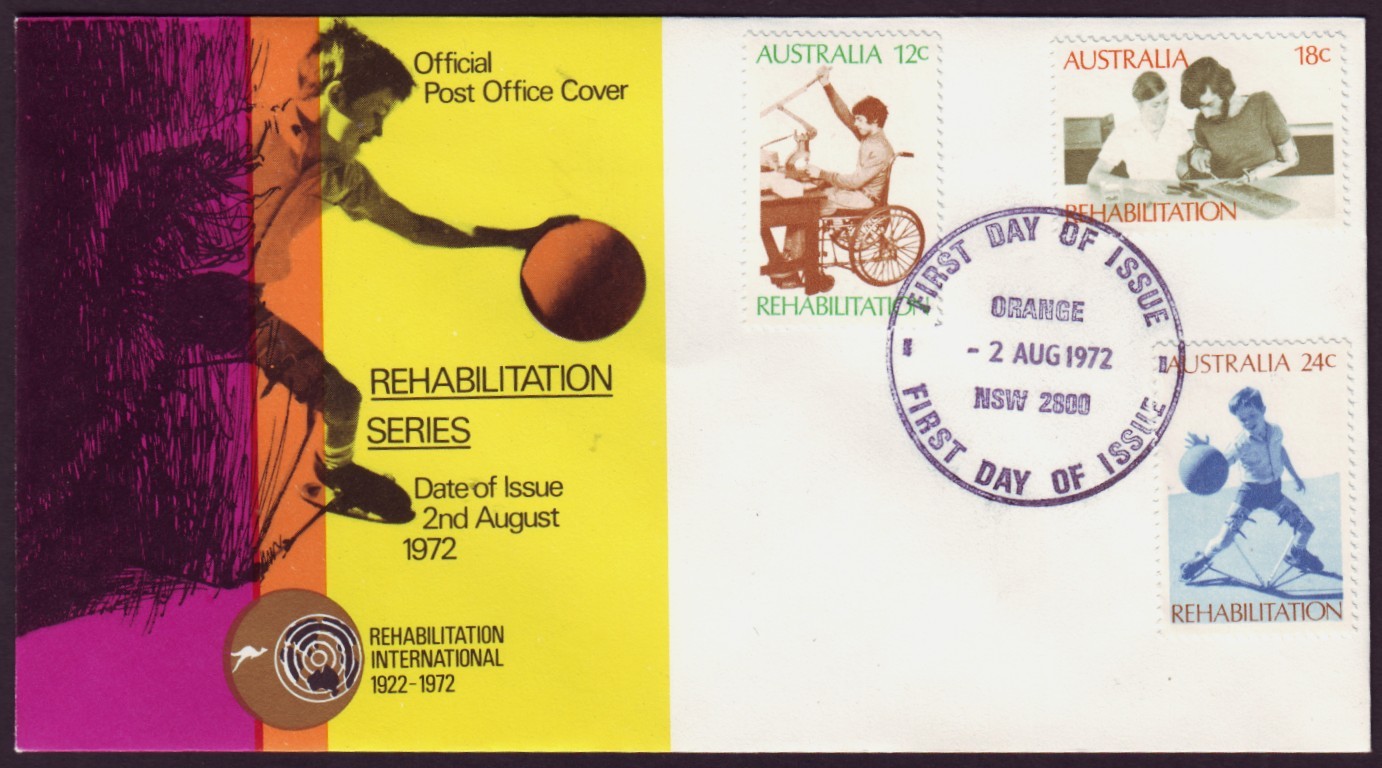 Official
Post Office Cover
REHABILITATION
SERIES
Date of Issue
2nd August
1972
REHABILITATION
INTERNATIONAL
1922-1972
AUSTRALIA 12c
REHABILITATION
AUSTRALIA 18c
REHABILITATION
FIRST DAY OF ISSUE
ORANGE
- 2 AUG 1972
NSW 2800
FIRST DAY OF ISSUE
AUSTRALIA 24c
REHABILITATION